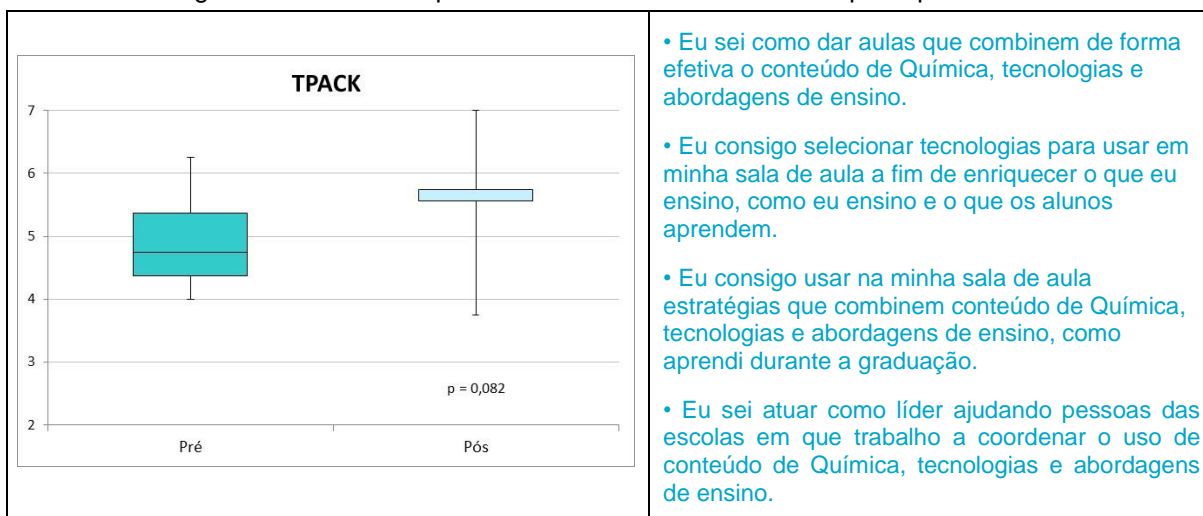 TPACK
7
6
5
4
3
2
p = 0,082
Pré
Pós
• Eu sei como dar aulas que combinem de forma
efetiva o conteúdo de Química, tecnologias e
abordagens de ensino.
• Eu consigo selecionar tecnologias para usar em
minha sala de aula a fim de enriquecer o que eu
ensino, como eu ensino e o que os alunos
aprendem.
• Eu consigo usar na minha sala de aula
estratégias que combinem conteúdo de Química,
tecnologias e abordagens de ensino, como
aprendi durante a graduação.
• Eu sei atuar como líder ajudando pessoas das
escolas em que trabalho a coordenar o uso de
conteúdo de Química, tecnologias e abordagens
de ensino.